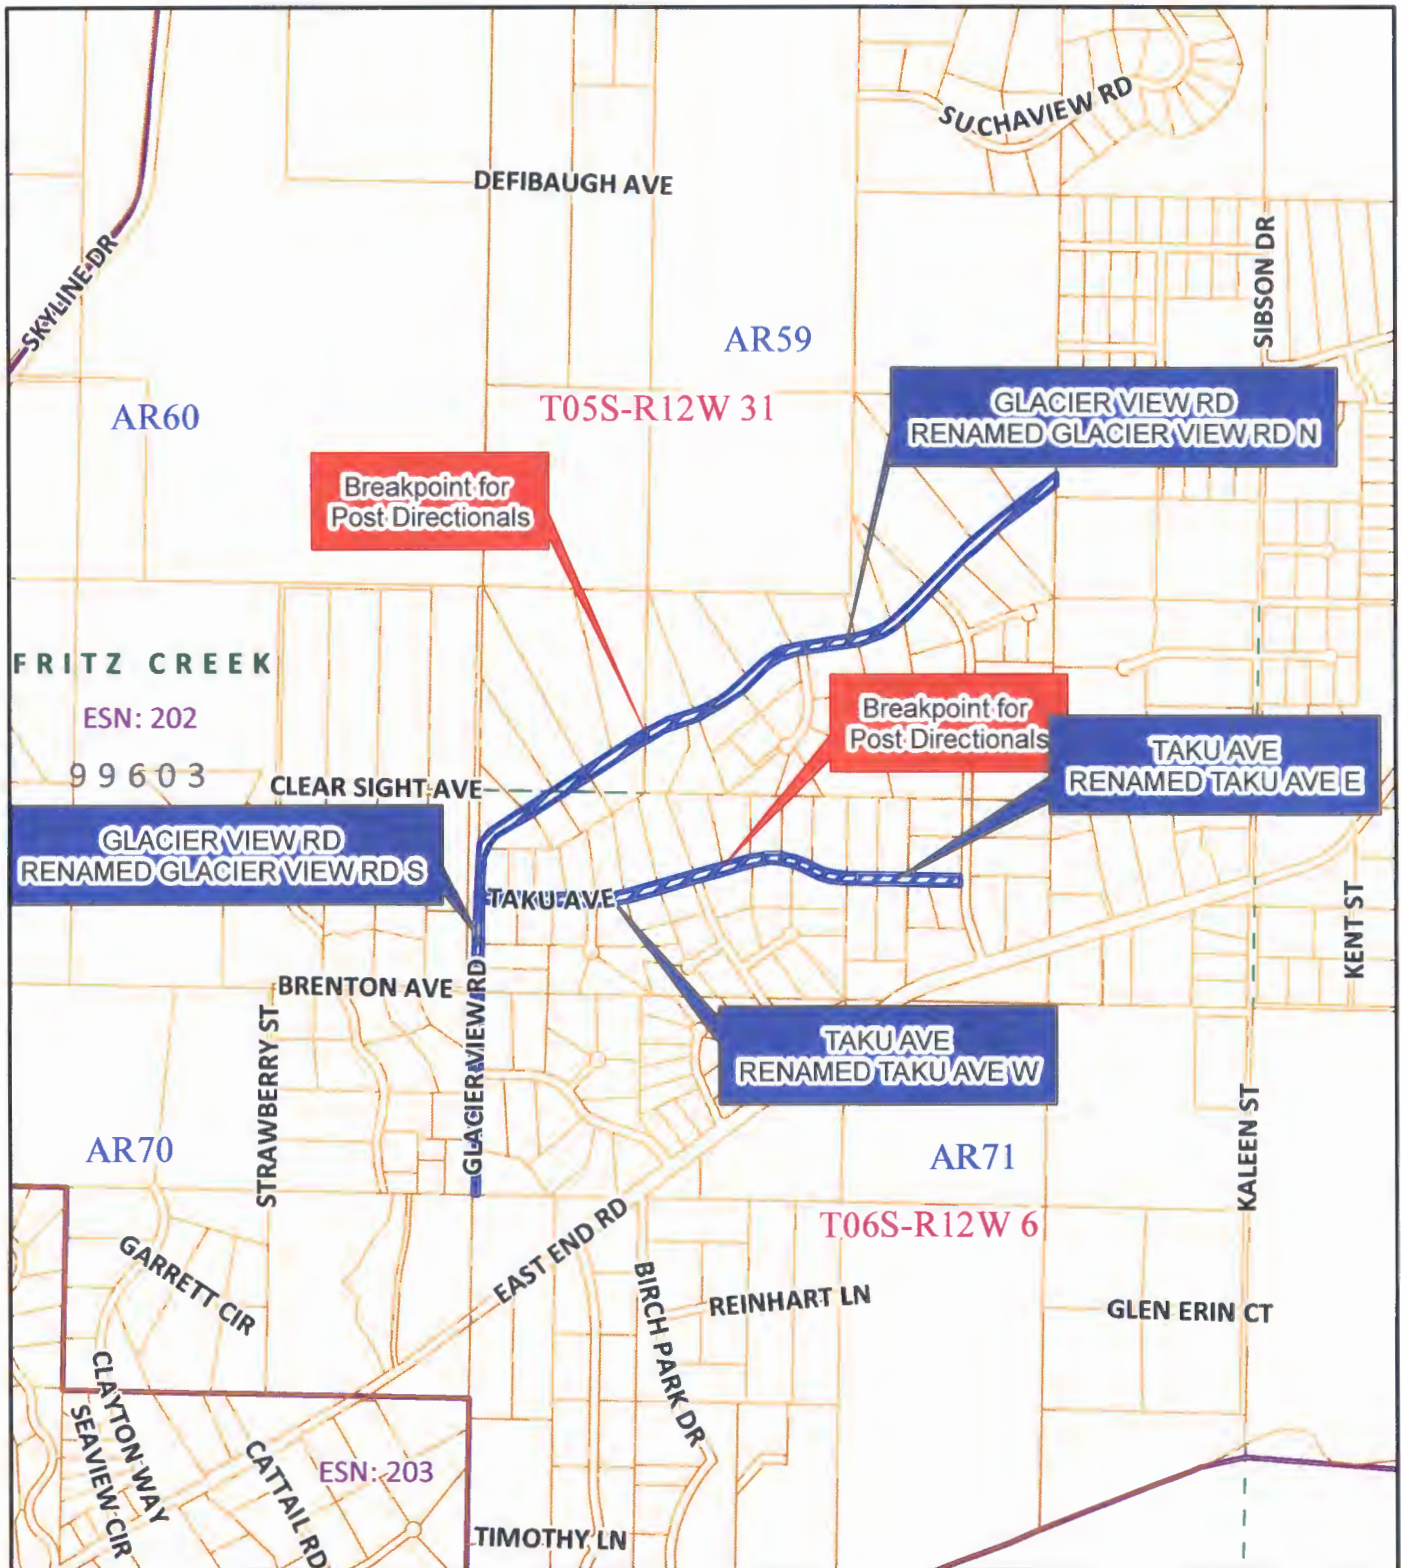 SUCHAVIEW RD
DEFIBAUGH AVE
SKYLINE DR
SIBSON DR
AR59
AR60
T05S-R12W 31
GLACIER VIEW RD
RENAMED GLACIER VIEW RD N
Breakpoint for
Post Directionals
FRITZ CREEK
ESN: 202
99603
Breakpoint for
Post Directionals
TAKU AVE
RENAMED TAKU AVE E
CLEAR SIGHT AVE
GLACIER VIEW RD
RENAMED GLACIER VIEW RD S
TAKU AVE
KENT ST
BRENTON AVE
GLACIER VIEW RD
STRAWBERRY ST
TAKU AVE
RENAMED TAKU AVE W
AR70
AR71
KALEEN ST
T06S-R12W 6
GARRETT CIR
EAST END RD
BIRCH PARK DR
REINHART LN
GLEN ERIN CT
CLAYTON WAY
SEAVIEW CIR
CATTAIL RD
ESN: 203
TIMOTHY LN